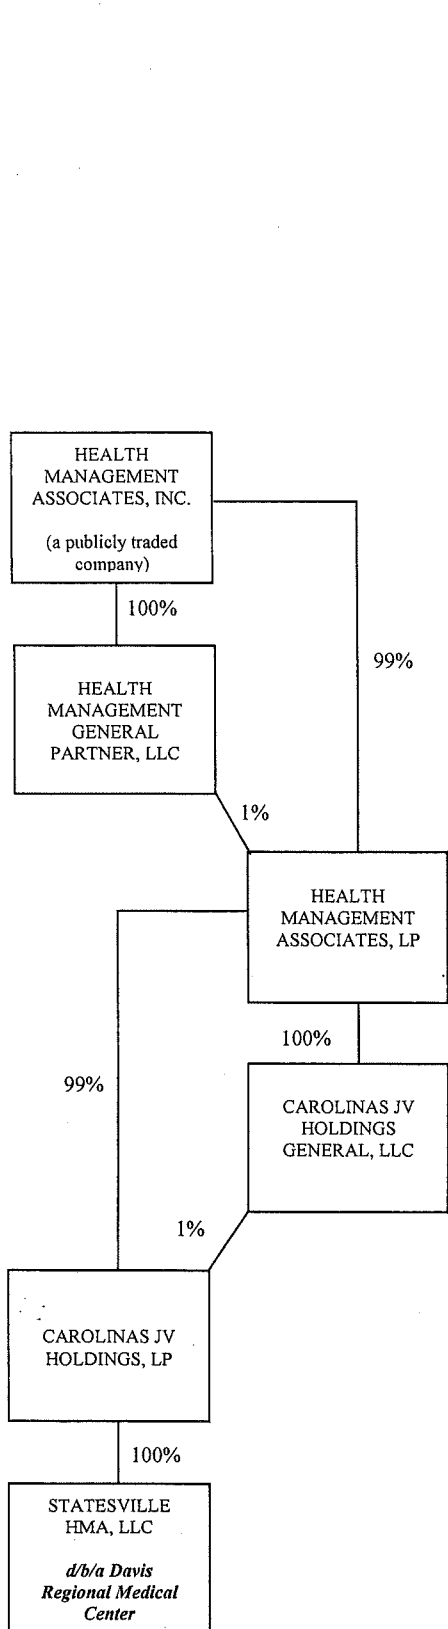 HEALTH
MANAGEMENT
ASSOCIATES, INC.
(a publicly traded
company)
100%
99%
HEALTH
MANAGEMENT
GENERAL
PARTNER, LLC
1%
HEALTH
MANAGEMENT
ASSOCIATES, LP
100%
99%
CAROLINAS JV
HOLDINGS
GENERAL, LLC
1%
CAROLINAS JV
HOLDINGS, LP
100%
STATESVILLE
HMA, LLC
d/b/a Davis
Regional Medical
Center